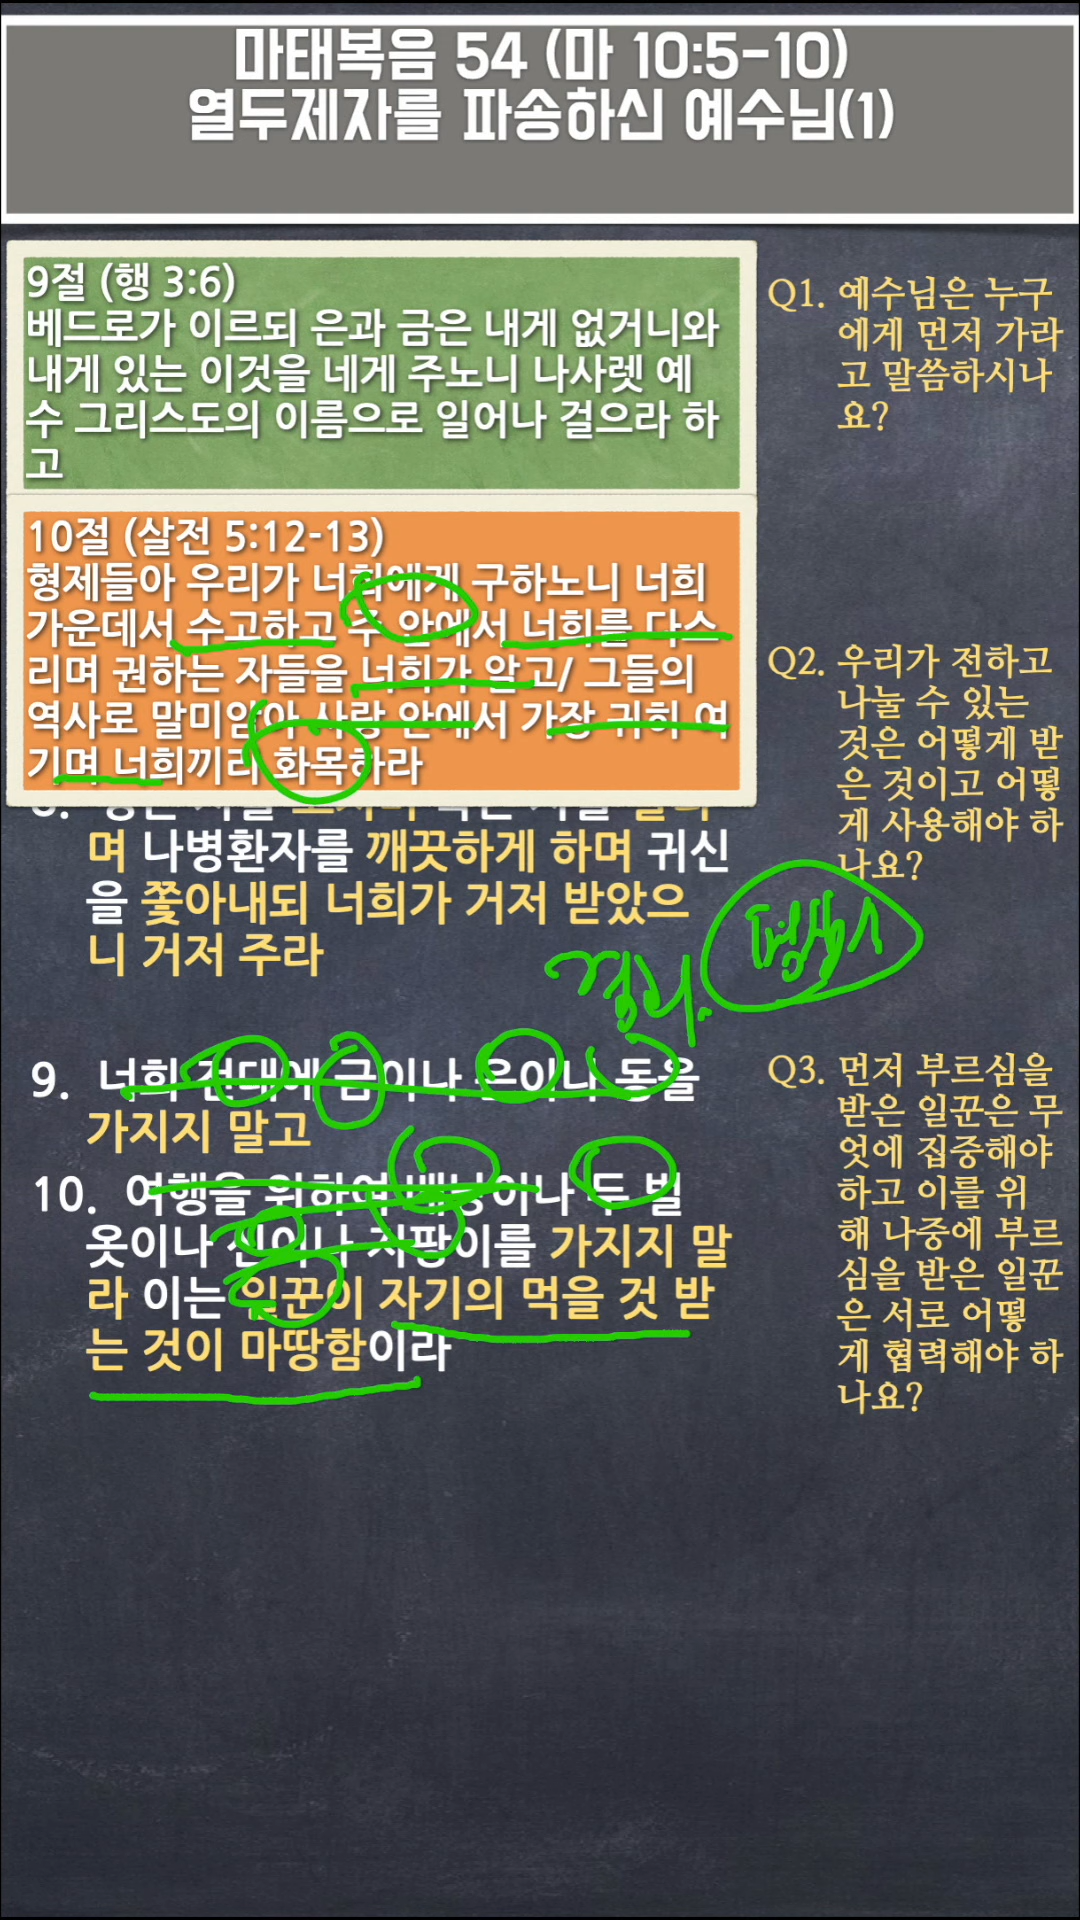 마태복음 54 (마 10:5-10)
열두제자를 파송하신 예수님(1)
9절 (행 3:6)
베드로가 이르되 은과 금은 내게 없거니와
내게 있는 이것을 네게 주노니 나사렛 예
수 그리스도의 이름으로 일어나 걸으라 하
고
10절 (살전 5:12-13)
형제들아 우리가 너희에게 구하노니 너희
가운데서 수고하고 주 안에서 너희를 다스
리며 권하는 자들을 너희가 알고/ 그들의
역사로 말미암아 사랑 안에서 가장 귀히 여
기며 너희끼리 화목하라
며 나병환자를 깨끗하게 하며 귀신
을 쫓아내되 너희가 거저 받았으
니 거저 주라
9. 너희 전대에 금이나 은이나 동을
가지지 말고
10. 여행을 위하여 배낭이나 두 벌
옷이나 신이나 지팡이를 가지지 말
라 이는 일꾼이 자기의 먹을 것 받
는 것이 마땅함이라
Q1. 예수님은 누구
에게 먼저 가라
고 말씀하시나
요?
Q2. 우리가 전하고
나눌 수 있는
것은 어떻게 받
은 것이고 어떻
게 사용해야 하
나요?
Q3. 먼저 부르심을
받은 일꾼은 무
엇에 집중해야
하고 이를 위
해 나중에 부르
심을 받은 일꾼
은 서로 어떻
게 협력해야 하
나요?